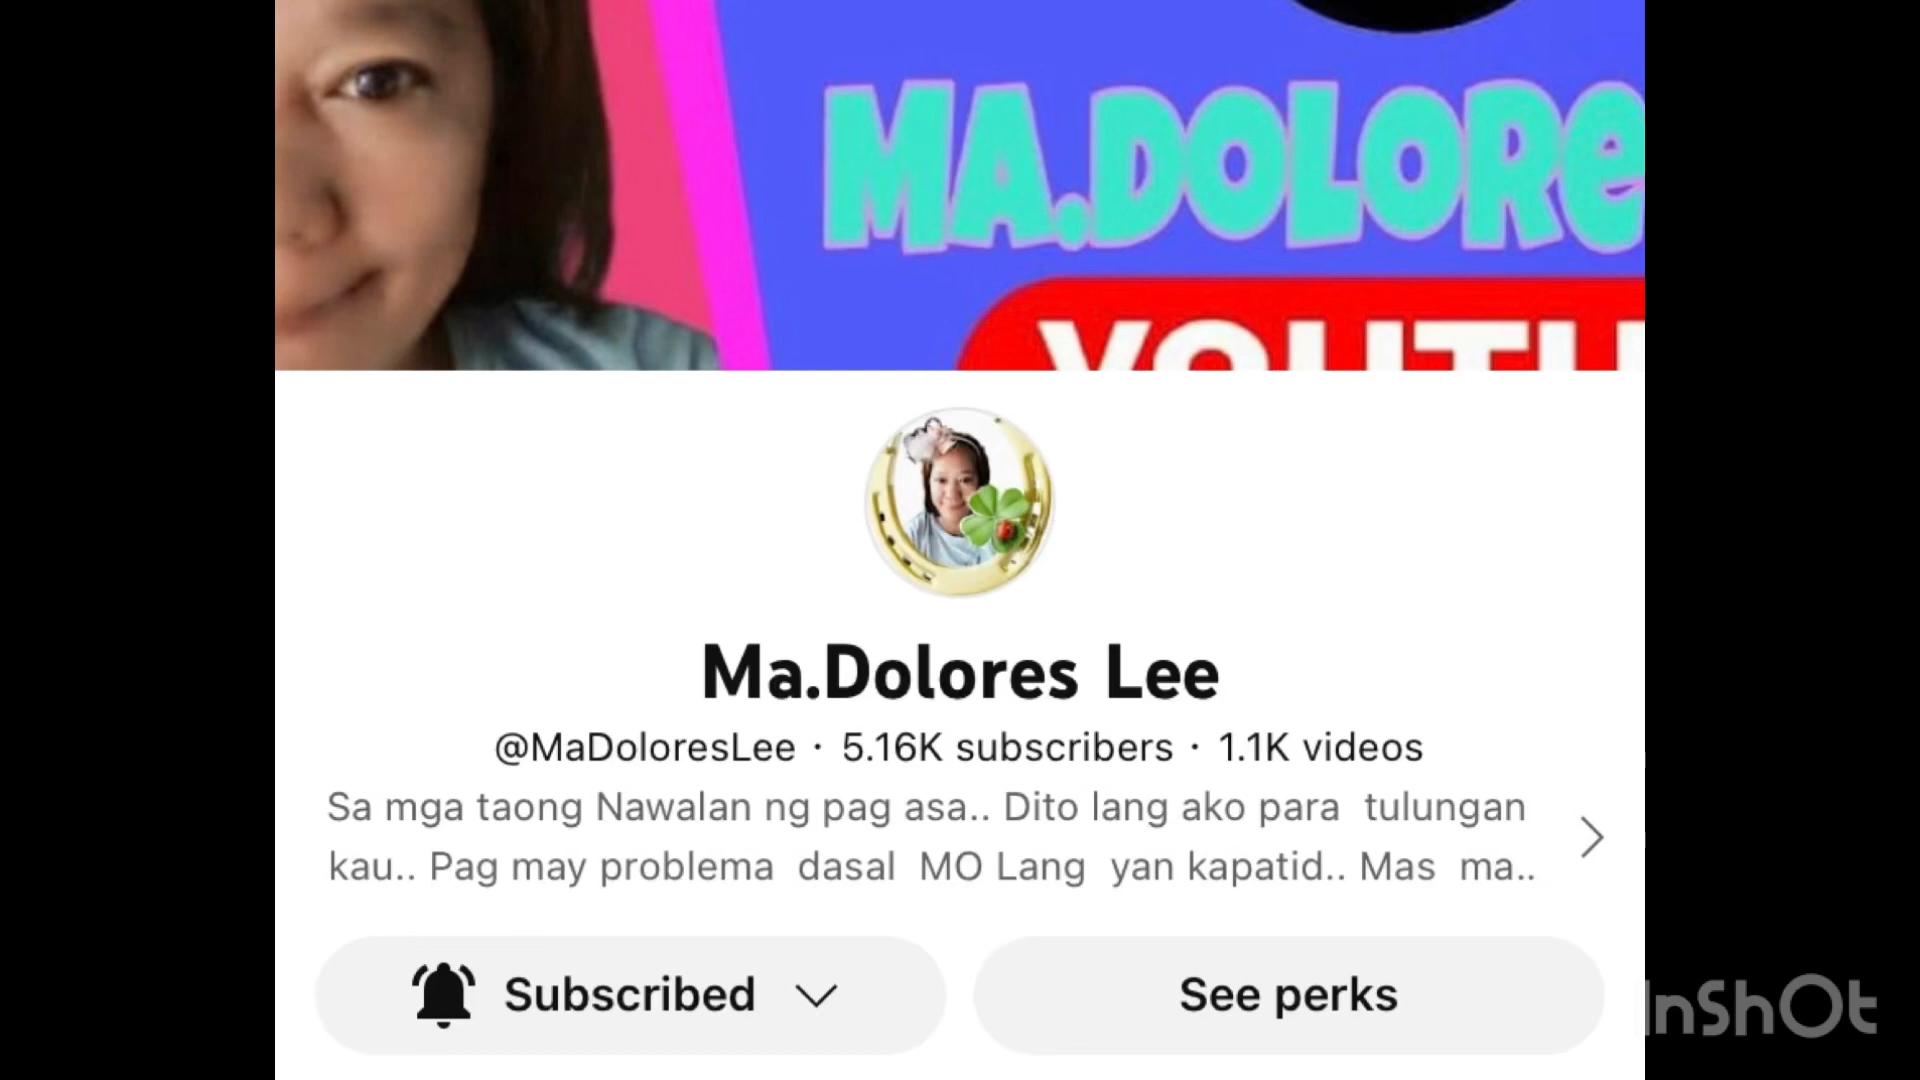 MA.DOLORE
YOUTU
Ma.Dolores Lee
@MaDoloresLee · 5.16K subscribers · 1.1K videos
Sa mga taong Nawalan ng pag asa.. Dito lang ako para tulungan
kau.. Pag may problema dasal MO Lang yan kapatid.. Mas ma..
Subscribed
See perks
InShOt